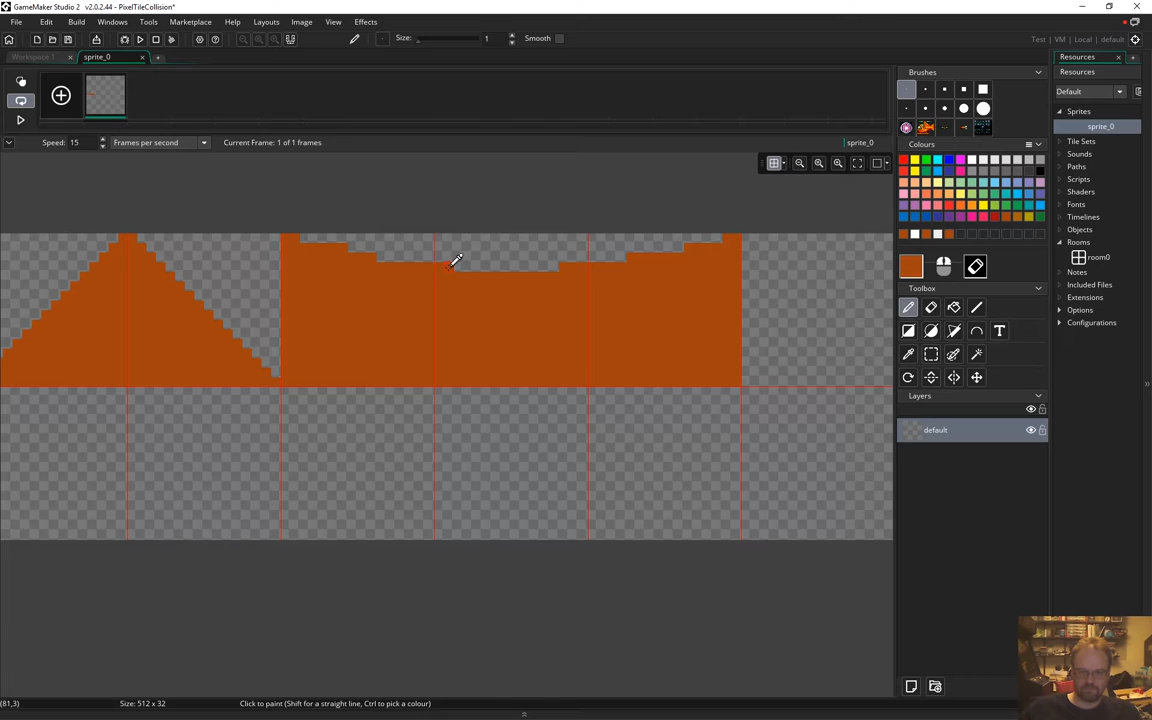 GameMaker Studio 2   v2.0.2.44 - PixelTileCollision*
File Edit Build Windows Tools Marketplace Help Layouts Image View Effects
Size: 1 Smooth
Test | VM | Local | default
Workspace 1 sprite_0
Brushes
Resources
Resources
Default
Sprites
sprite_0
Tile Sets
Sounds
Paths
Scripts
Shaders
Fonts
Timelines
Objects
Rooms
room0
Notes
Included Files
Extensions
Options
Configurations
Speed: 15 Frames per second Current Frame: 1 of 1 frames sprite_0
Colours
Toolbox
T
Layers
default
(81,3) Size: 512 x 32 Click to paint (Shift for a straight line, Ctrl to pick a colour)